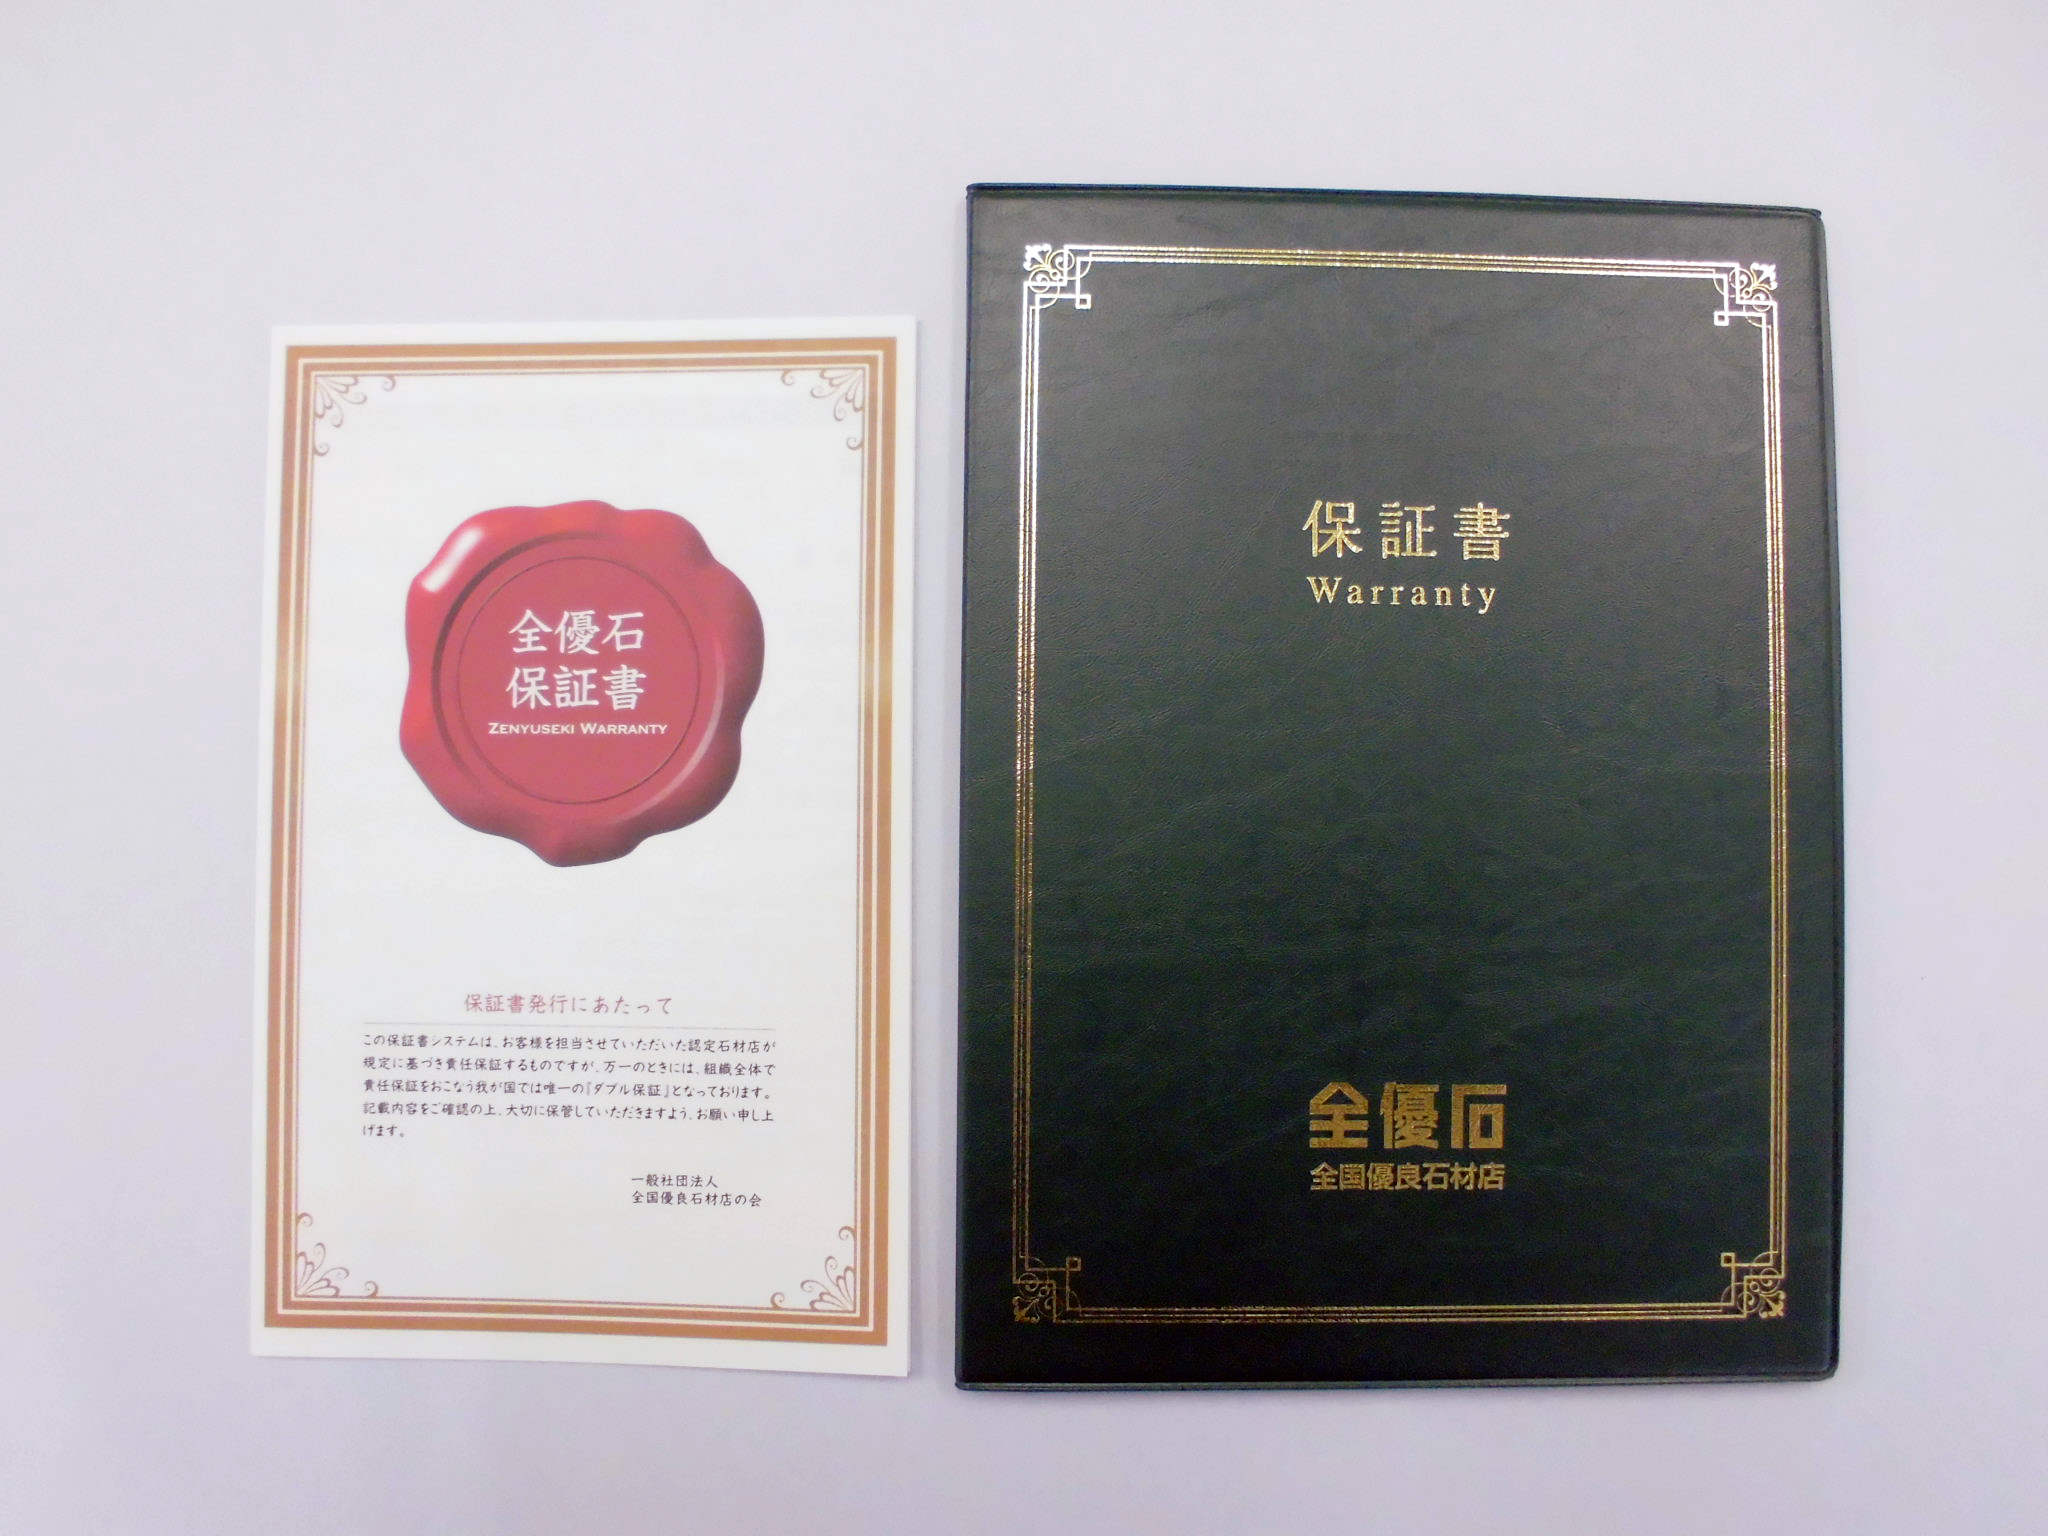 全優石
保証書
ZENYUSEKI WARRANTY
保証書発行にあたって
この保証書システムは、お客様を担当させていただいた認定石材店が
規定に基づき責任保証するものですが、万一のときには、組織全体で
責任保証をおこなう我が国では唯一の『ダブル保証』となっております。
記載内容をご確認の上、大切に保管していただきますよう、お願い申し上
げます。
一般社団法人
全国優良石材店の会
保証書
Warranty
全優石
全国優良石材店